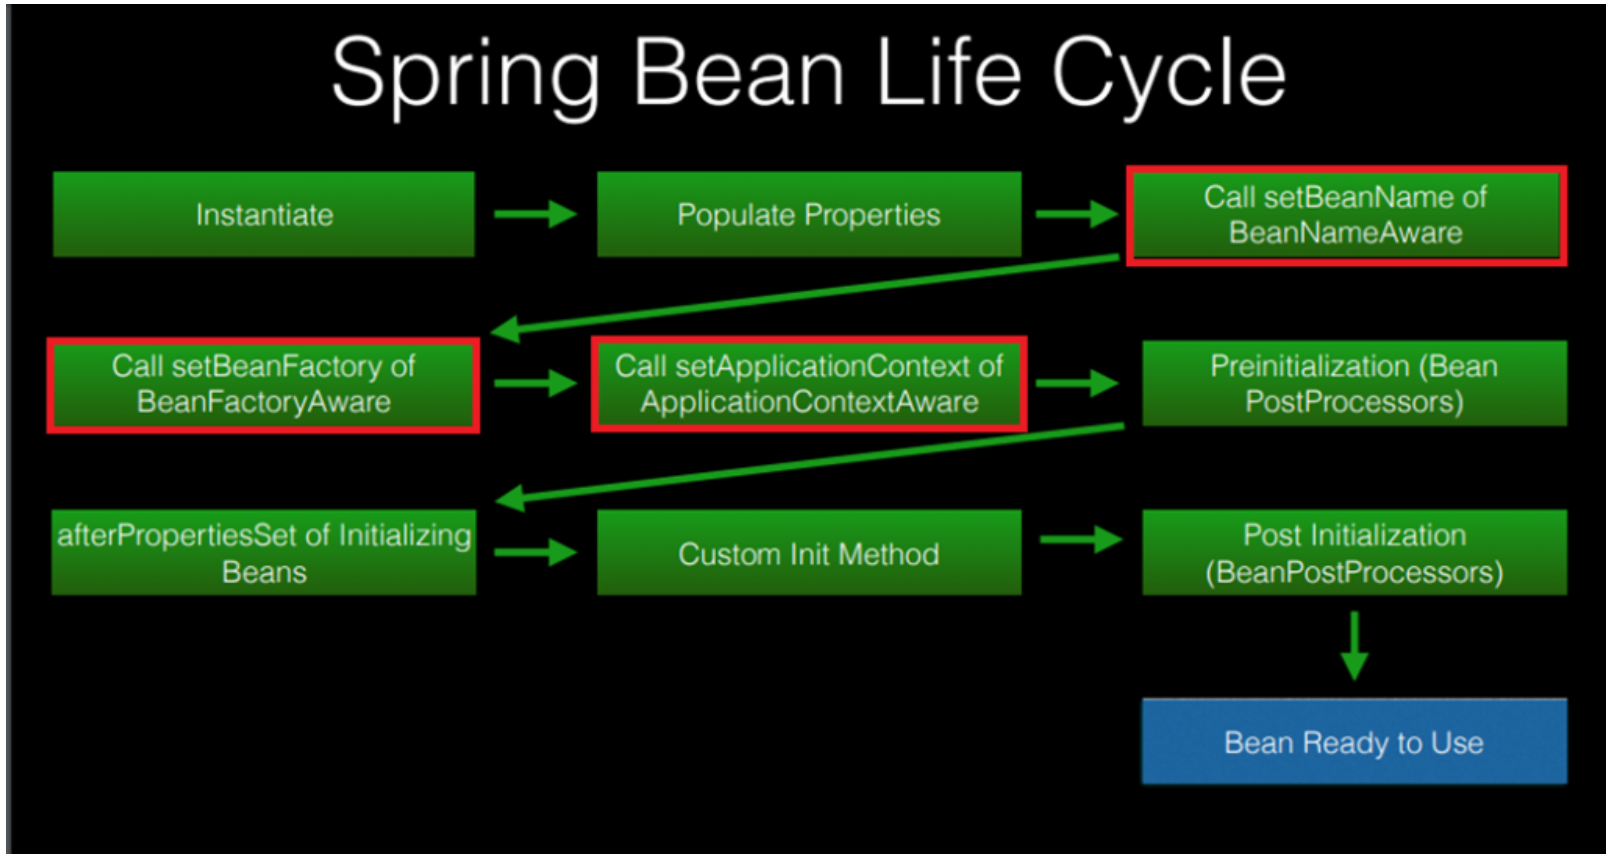 Spring Bean Life Cycle
Instantiate
Populate Properties
Call setBeanName of
BeanNameAware
Call setBeanFactory of
BeanFactoryAware
Call setApplicationContext of
ApplicationContextAware
Preinitialization (Bean
PostProcessors)
afterPropertiesSet of Initializing
Beans
Custom Init Method
Post Initialization
(BeanPostProcessors)
Bean Ready to Use